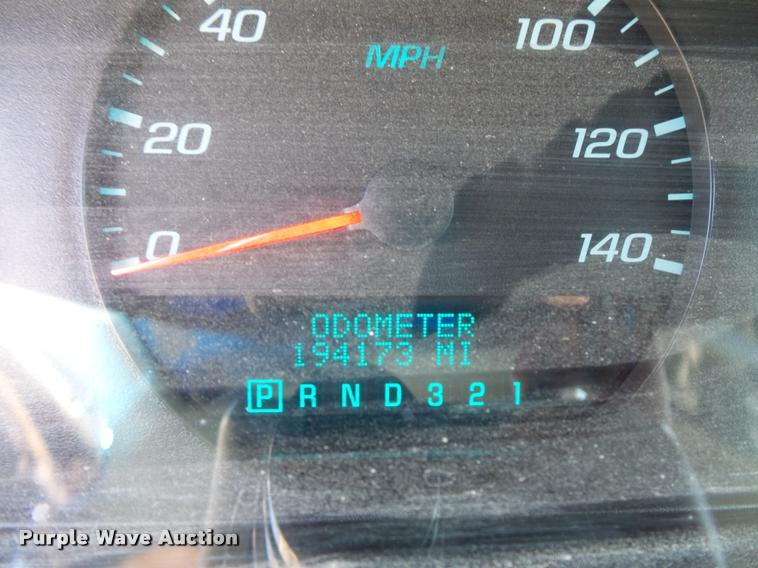 40
100
MPH
20
120
0
140
ODOMETER
194173 MI
P R N D 3 2 1
Purple Wave Auction